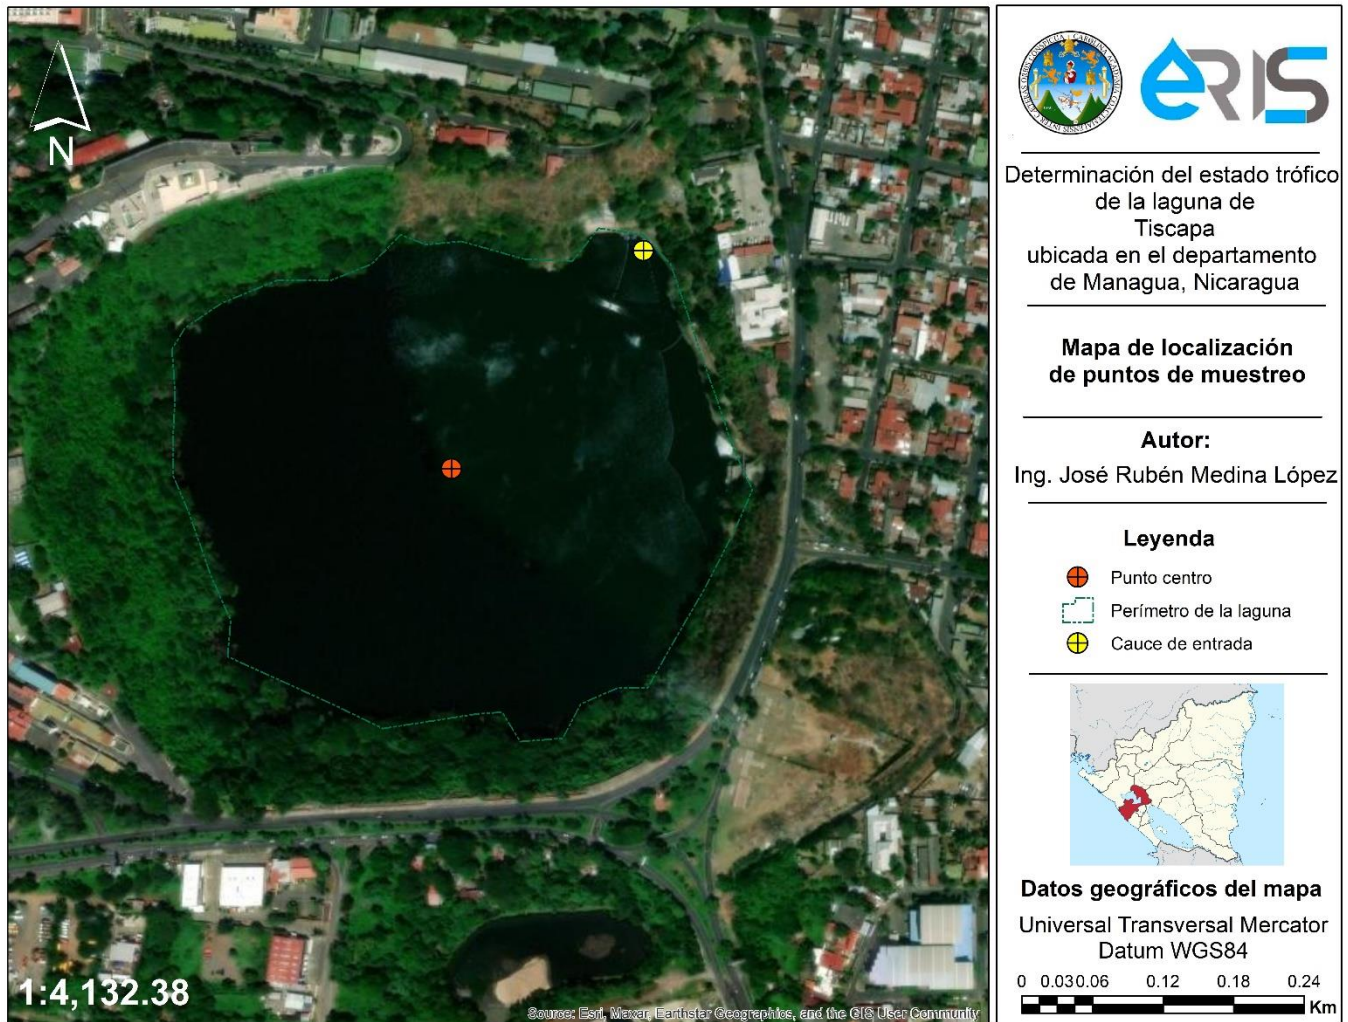 N
1:4,132.38
Source: Esri, Maxar, Earthstar Geographics, and the GIS User Community
eRIS
Determinación del estado trófico
de la laguna de
Tiscapa
ubicada en el departamento
de Managua, Nicaragua
Mapa de localización
de puntos de muestreo
Autor:
Ing. José Rubén Medina López
Leyenda
Punto centro
Perímetro de la laguna
Cauce de entrada
Datos geográficos del mapa
Universal Transversal Mercator
Datum WGS84
0 0.03 0.06 0.12 0.18 0.24
Km